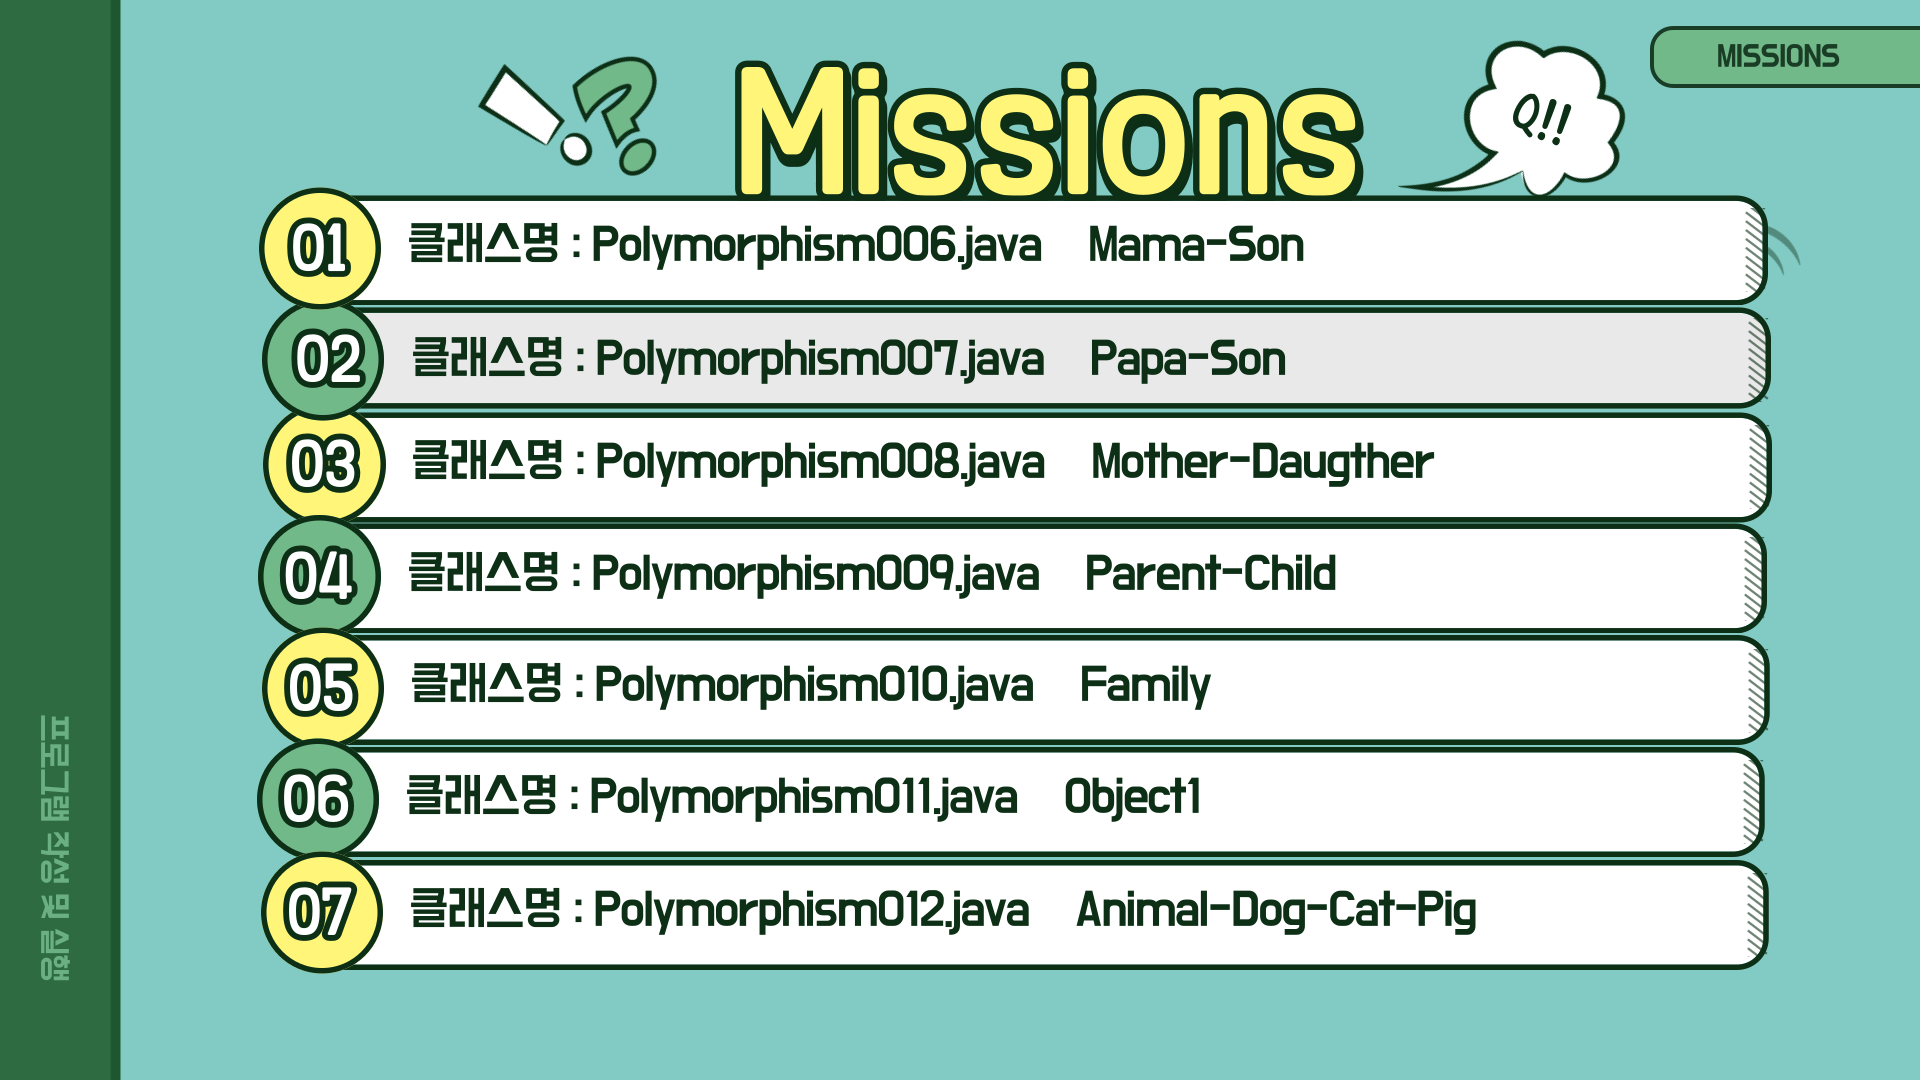 MISSIONS
Missions
Q!!
01 클래스명 : Polymorphism006.java Mama-Son
02 클래스명 : Polymorphism007.java Papa-Son
03 클래스명 : Polymorphism008.java Mother-Daugther
04 클래스명 : Polymorphism009.java Parent-Child
05 클래스명 : Polymorphism010.java Family
06 클래스명 : Polymorphism011.java Object1
07 클래스명 : Polymorphism012.java Animal-Dog-Cat-Pig
프로그램 작성 및 실행